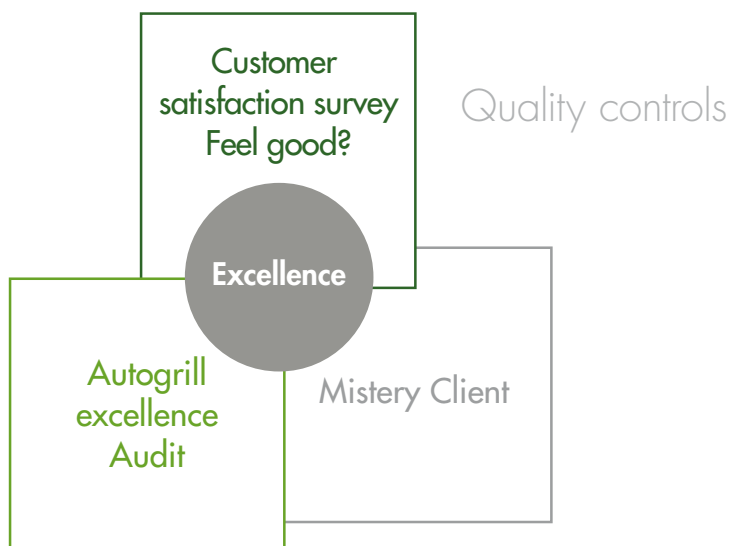 Customer
satisfaction survey
Feel good?
Quality controls
Excellence
Autogrill
excellence
Audit
Mistery Client